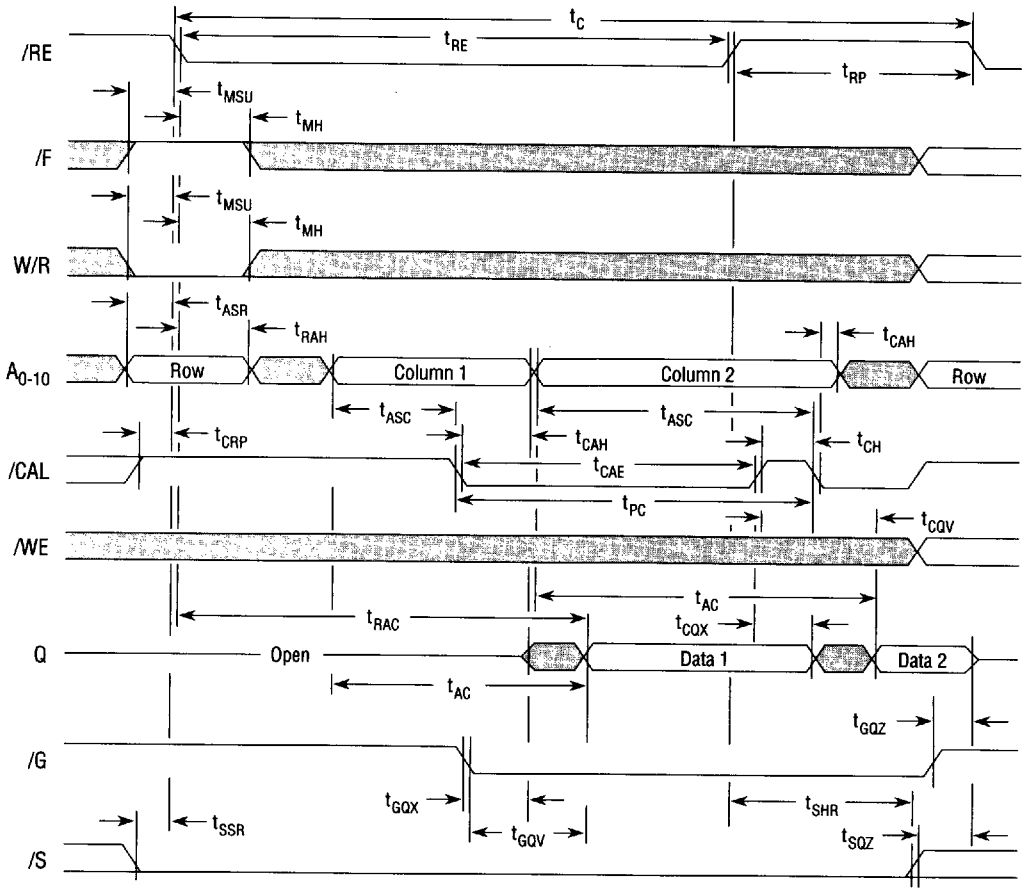 t_C
/RE t_RE
t_RP
t_MSU
t_MH
/F
t_MSU
t_MH
W/R
t_ASR
t_RAH t_CAH
A_0-10 Row Column 1 Column 2 Row
t_ASC t_ASC
t_CRP t_CAH t_CH
/CAL t_CAE
t_PC
t_CQV
/WE
t_AC
t_RAC t_CQX
Q Open Data 1 Data 2
t_AC
t_GQZ
/G
t_GQX t_SHR
t_SSR t_GQV t_SQZ
/S